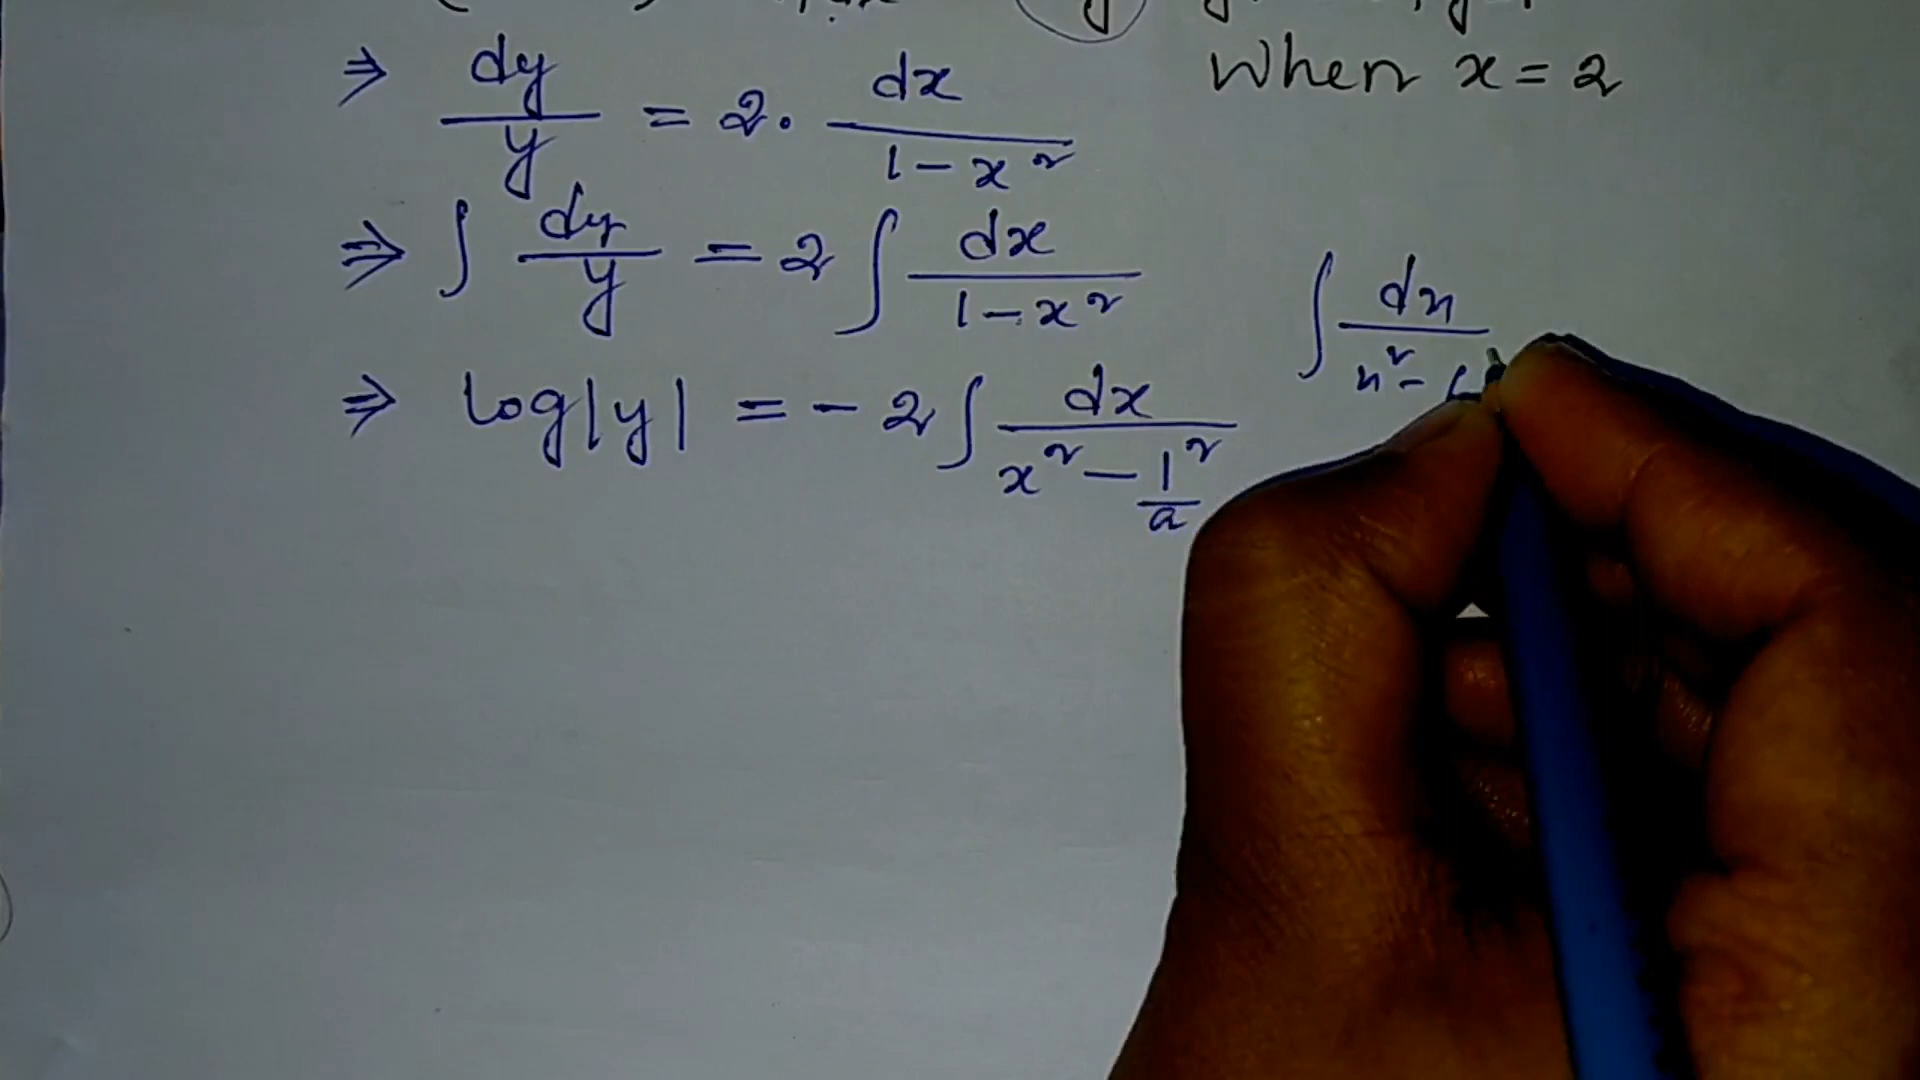 When x = 2
⇒ dy/y = 2 · dx/(1 - x²)
⇒ ∫ dy/y = 2 ∫ dx/(1 - x²)
∫ dx/(x² -
⇒ log|y| = - 2 ∫ dx/(x² - 1²)
a